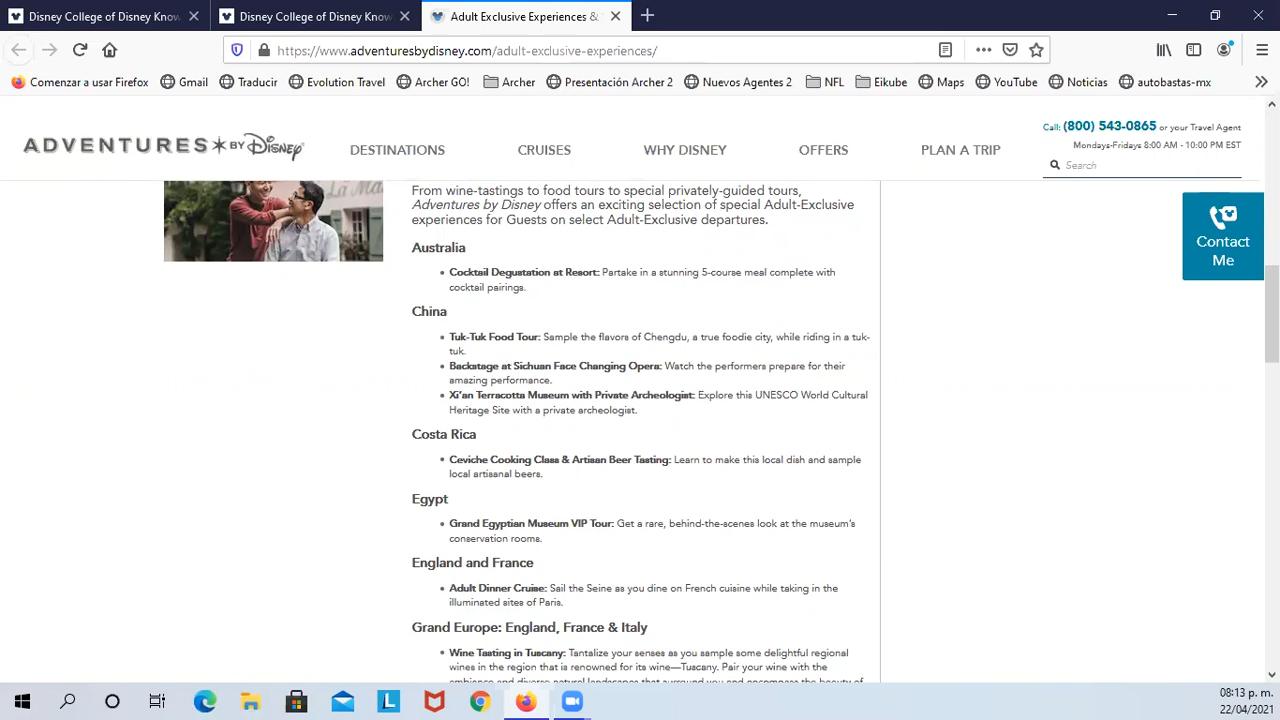 Disney College of Disney Know
Disney College of Disney Know
Adult Exclusive Experiences &
https://www.adventuresbydisney.com/adult-exclusive-experiences/
Comenzar a usar Firefox Gmail Traducir Evolution Travel Archer GO! Archer Presentación Archer 2 Nuevos Agentes 2 NFL Eikube Maps YouTube Noticias autobastas-mx
ADVENTURES BY DISNEY
DESTINATIONS CRUISES WHY DISNEY OFFERS PLAN A TRIP
Call: (800) 543-0865 or your Travel Agent
Mondays-Fridays 8:00 AM - 10:00 PM EST
Search
Contact
Me
From wine-tastings to food tours to special privately-guided tours,
Adventures by Disney offers an exciting selection of special Adult-Exclusive
experiences for Guests on select Adult-Exclusive departures.
Australia
• Cocktail Degustation at Resort: Partake in a stunning 5-course meal complete with
cocktail pairings.
China
• Tuk-Tuk Food Tour: Sample the flavors of Chengdu, a true foodie city, while riding in a tuk-
tuk.
• Backstage at Sichuan Face Changing Opera: Watch the performers prepare for their
amazing performance.
• Xi'an Terracotta Museum with Private Archeologist: Explore this UNESCO World Cultural
Heritage Site with a private archeologist.
Costa Rica
• Ceviche Cooking Class & Artisan Beer Tasting: Learn to make this local dish and sample
local artisanal beers.
Egypt
• Grand Egyptian Museum VIP Tour: Get a rare, behind-the-scenes look at the museum's
conservation rooms.
England and France
• Adult Dinner Cruise: Sail the Seine as you dine on French cuisine while taking in the
illuminated sites of Paris.
Grand Europe: England, France & Italy
• Wine Tasting in Tuscany: Tantalize your senses as you sample some delightful regional
wines in the region that is renowned for its wine—Tuscany. Pair your wine with the
ambience and diverse natural landscapes that surround you and encompass the beauty of
08:13 p. m.
22/04/2021